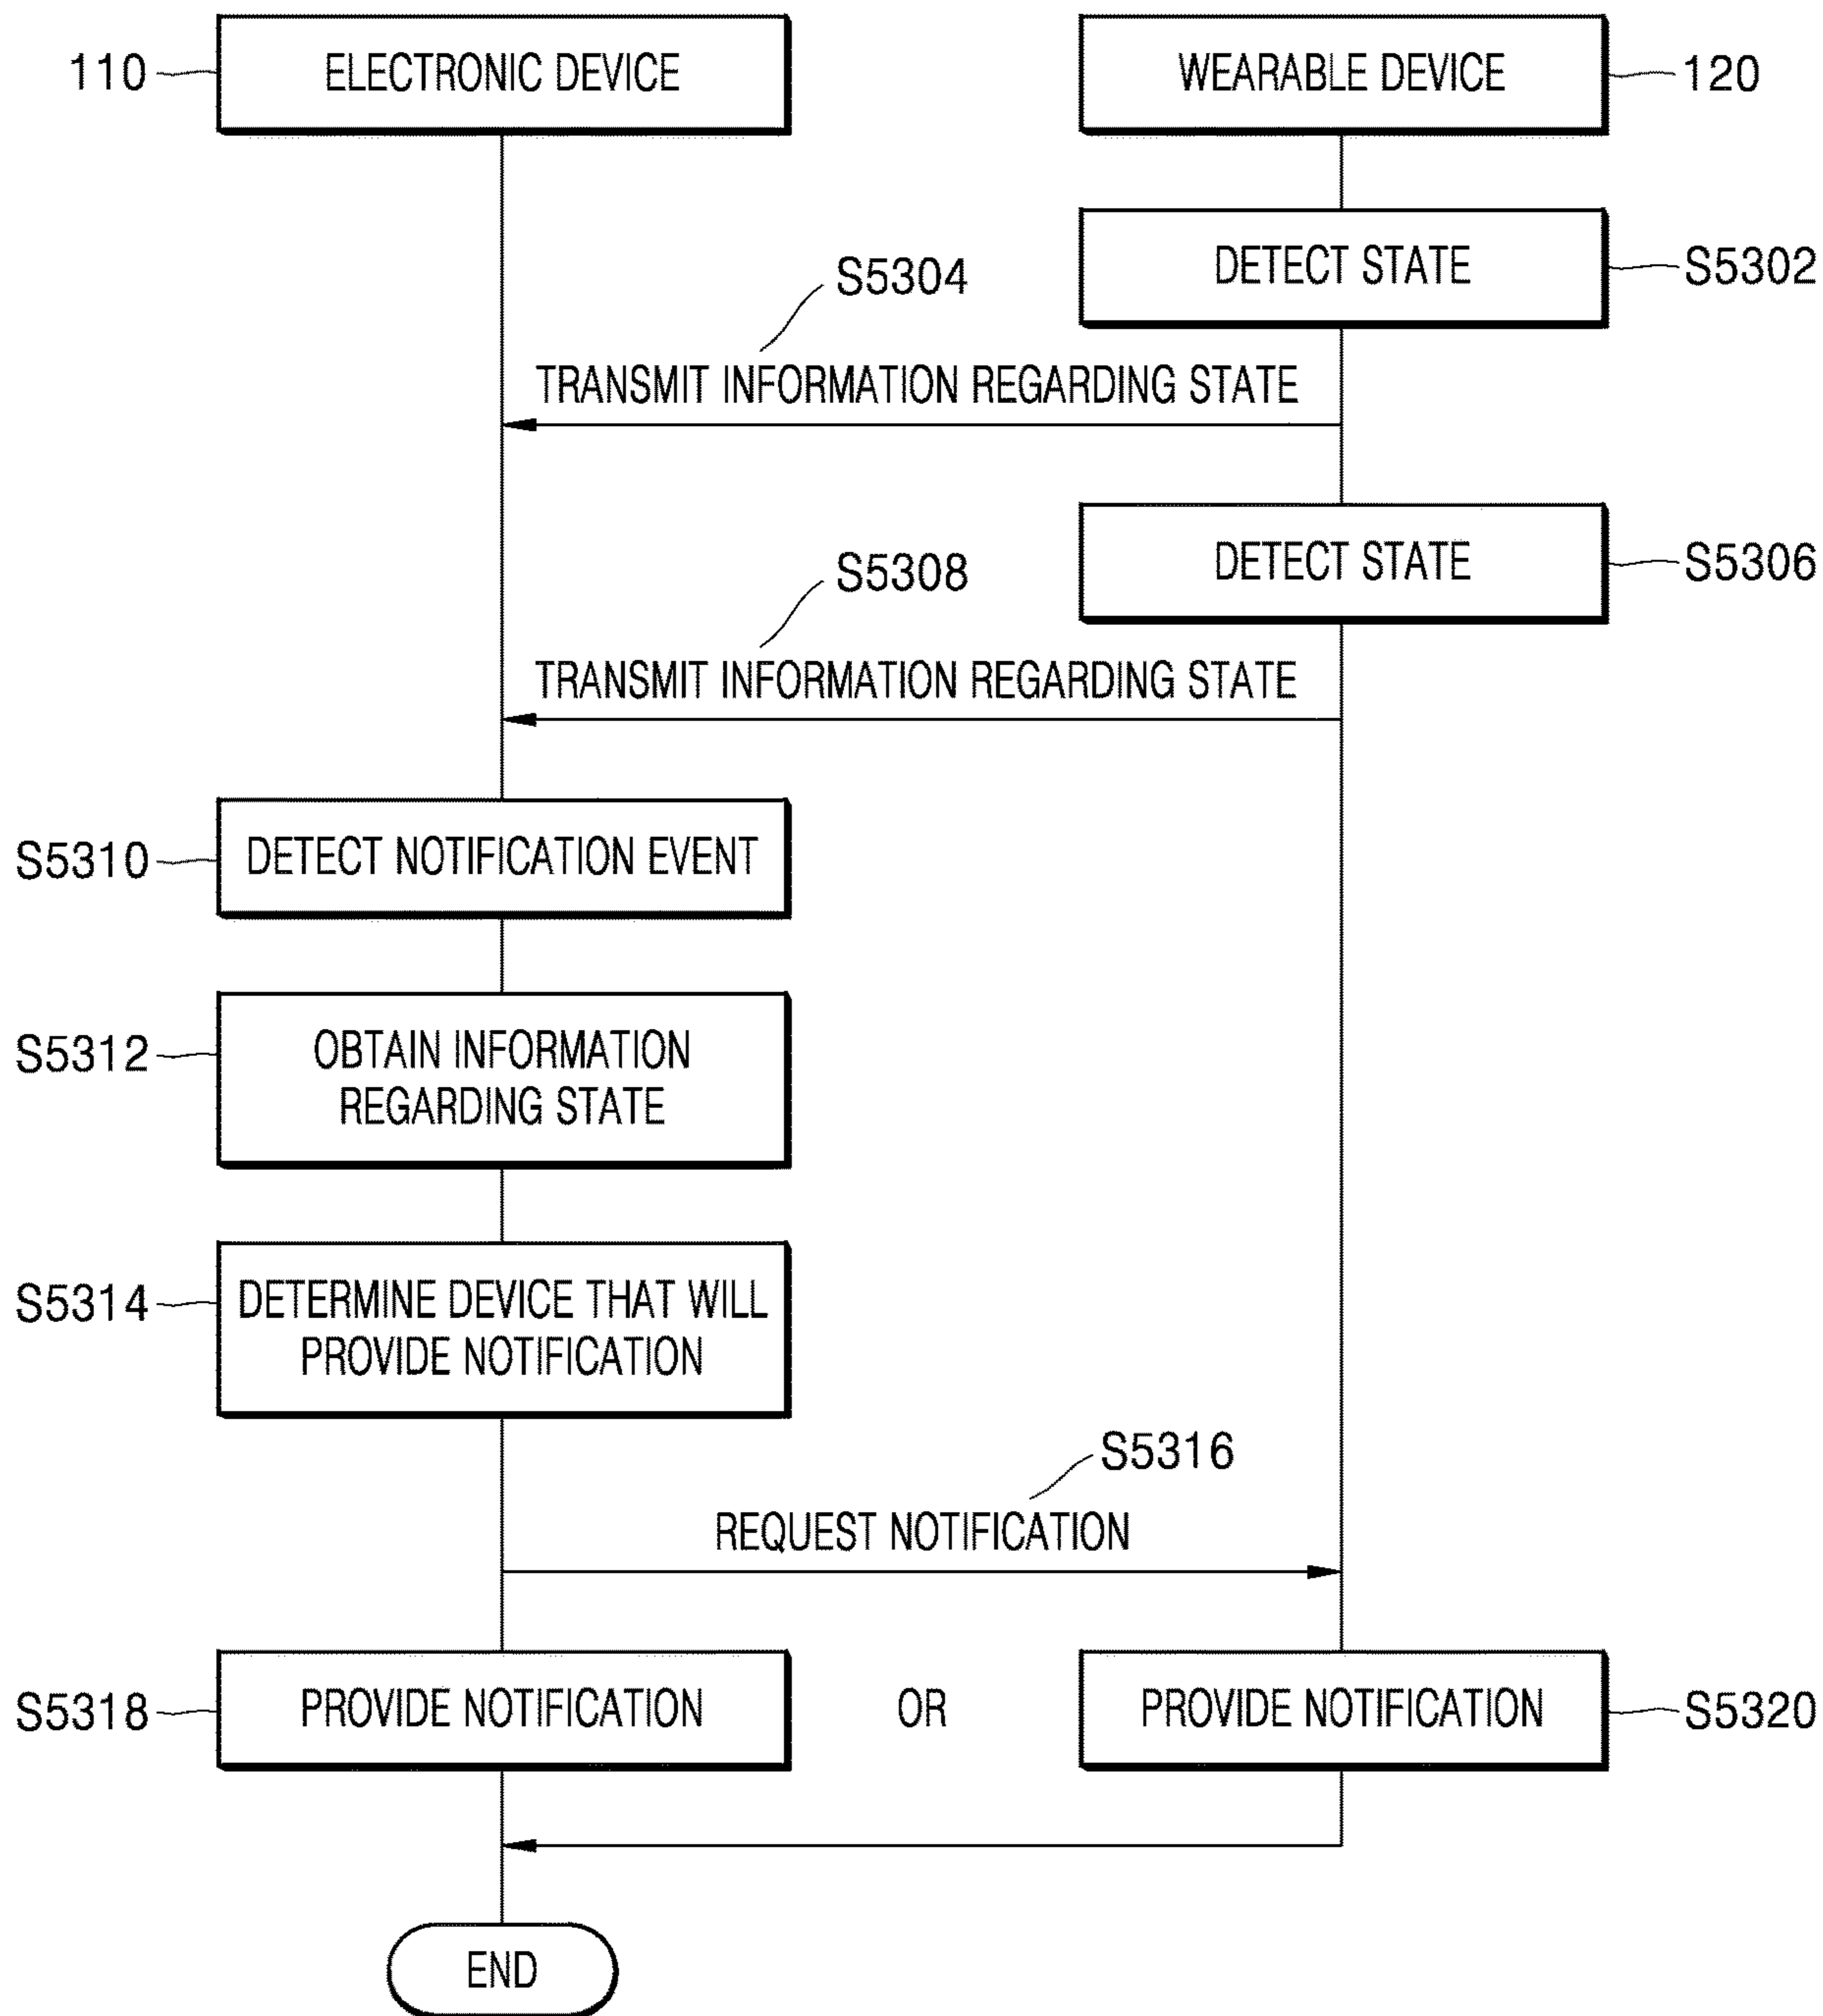 110
ELECTRONIC DEVICE
WEARABLE DEVICE
120
DETECT STATE
S5302
S5304
TRANSMIT INFORMATION REGARDING STATE
DETECT STATE
S5306
S5308
TRANSMIT INFORMATION REGARDING STATE
S5310
DETECT NOTIFICATION EVENT
S5312
OBTAIN INFORMATION
REGARDING STATE
S5314
DETERMINE DEVICE THAT WILL
PROVIDE NOTIFICATION
S5316
REQUEST NOTIFICATION
S5318
PROVIDE NOTIFICATION
OR
PROVIDE NOTIFICATION
S5320
END